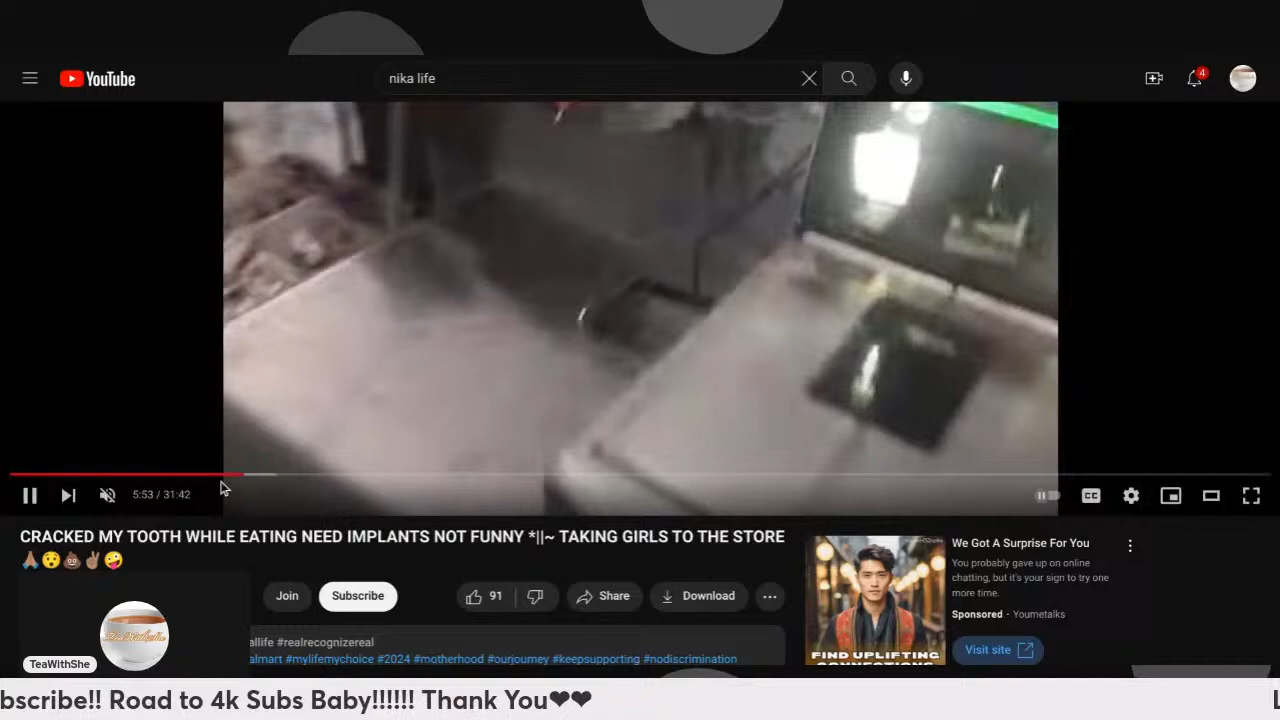 YouTube
nika life
4
5:53 / 31:42
CRACKED MY TOOTH WHILE EATING NEED IMPLANTS NOT FUNNY *||~ TAKING GIRLS TO THE STORE
🙏🏽😯💩✌🏽🤪
Join
Subscribe
91
Share
Download
allife #realrecognizereal
almart #mylifemychoice #2024 #motherhood #ourjourney #keepsupporting #nodiscrimination
TeaWithShe
We Got A Surprise For You
You probably gave up on online
chatting, but it's your sign to try one
more time.
Sponsored · Youmetalks
Visit site
FIND UPLIFTING
CONNECTIONS
bscribe!! Road to 4k Subs Baby!!!!!! Thank You❤❤